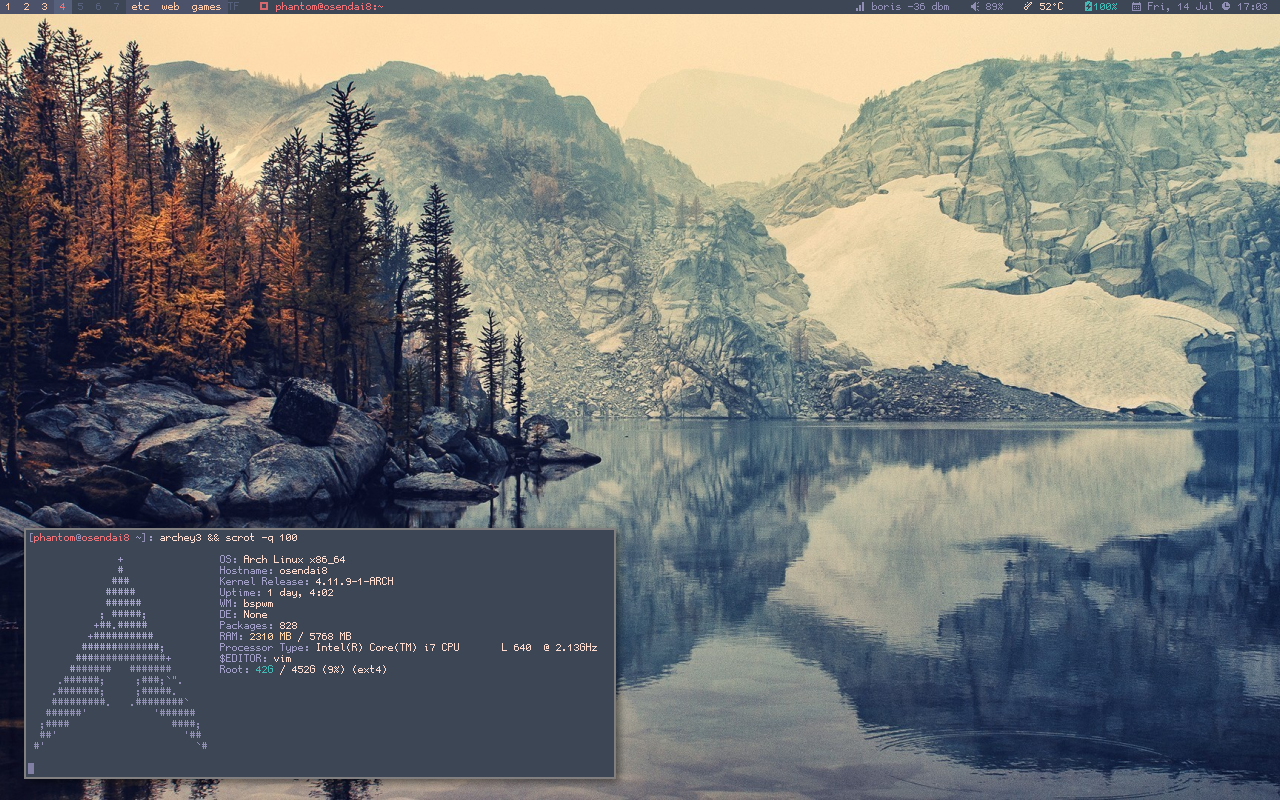 1 2 3 4 5 6 7 etc web games TF phantom@osendai8:~ boris -36 dbm 89% 52°C 100% Fri, 14 Jul 17:03
[phantom@osendai8 ~]: archey3 && scrot -q 100
OS: Arch Linux x86_64
Hostname: osendai8
Kernel Release: 4.11.9-1-ARCH
Uptime: 1 day, 4:02
WM: bspwm
DE: None
Packages: 828
RAM: 2310 MB / 5768 MB
Processor Type: Intel(R) Core(TM) i7 CPU L 640 @ 2.13GHz
$EDITOR: vim
Root: 42G / 452G (9%) (ext4)